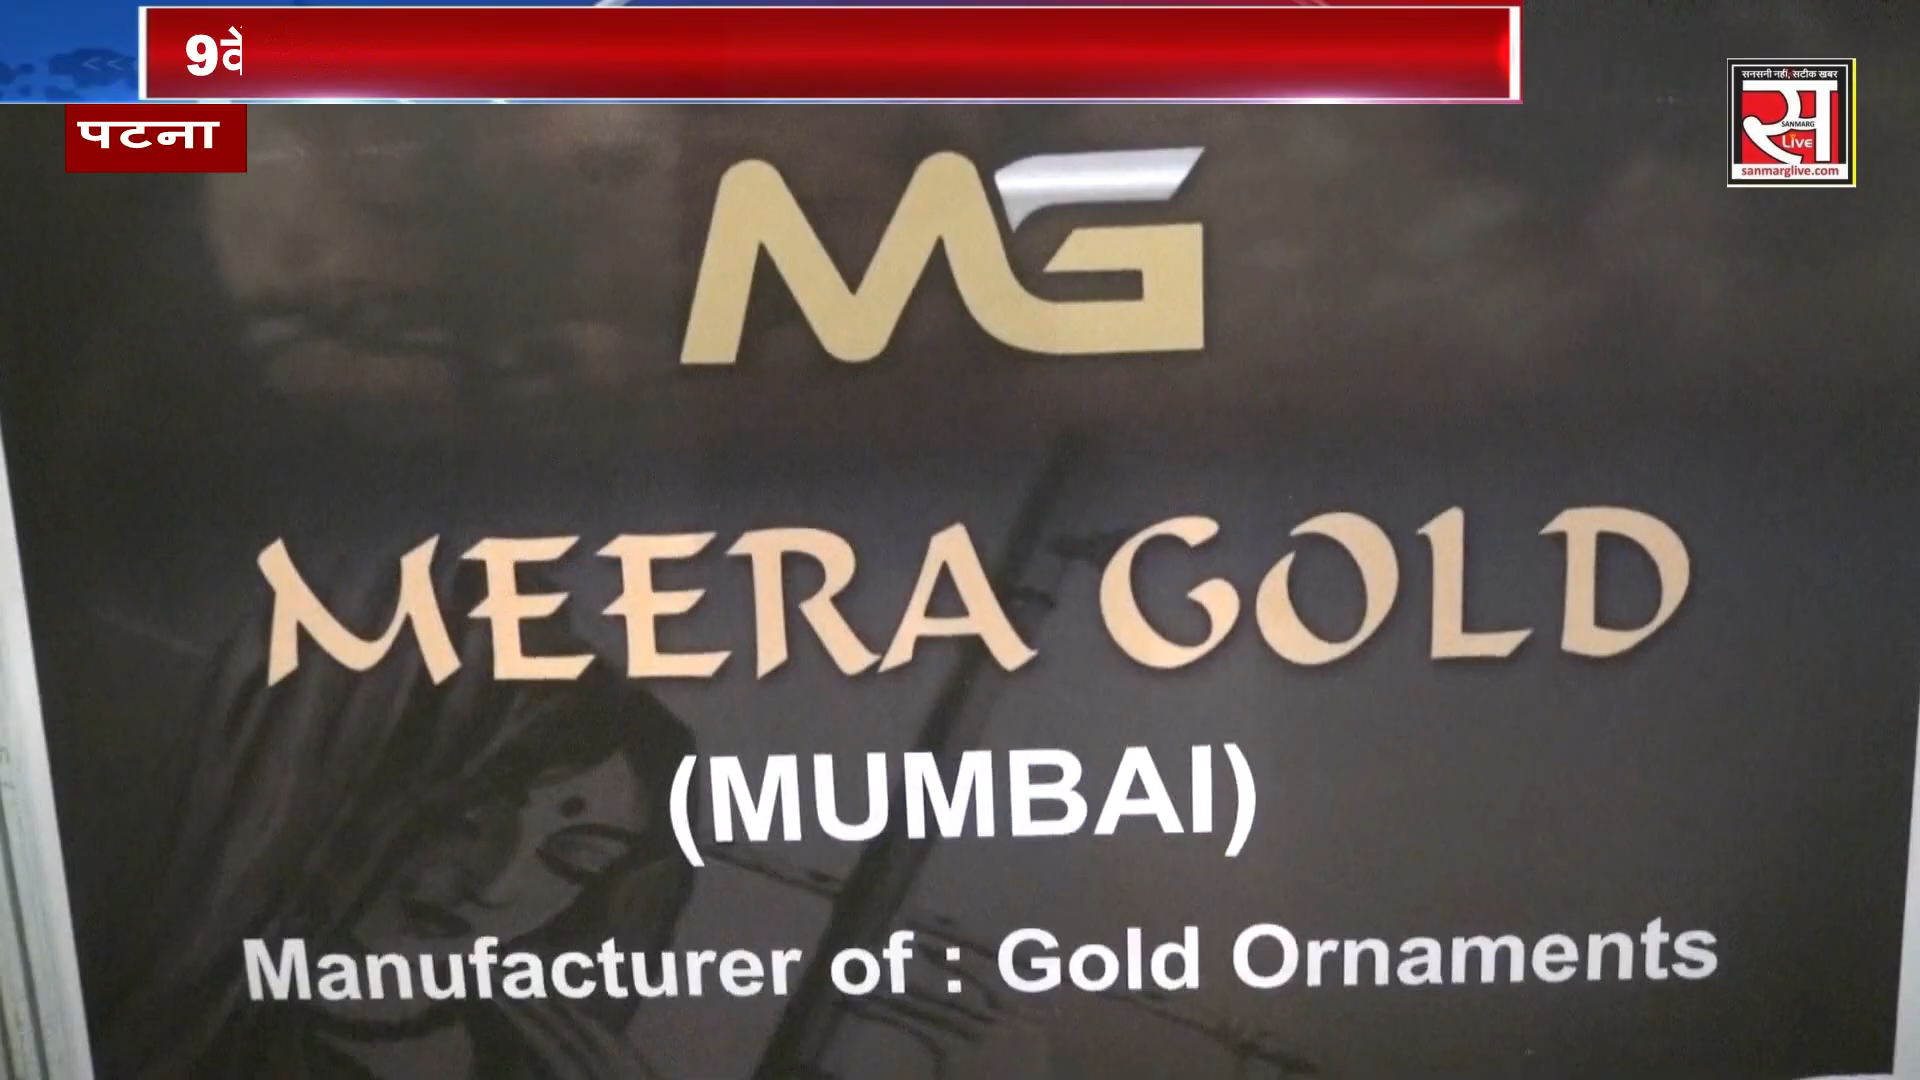 9वें
पटना
सनसनी नहीं, सटीक खबर
स
SANMARG
Live
sanmarglive.com
MG
MEERA GOLD
(MUMBAI)
Manufacturer of : Gold Ornaments